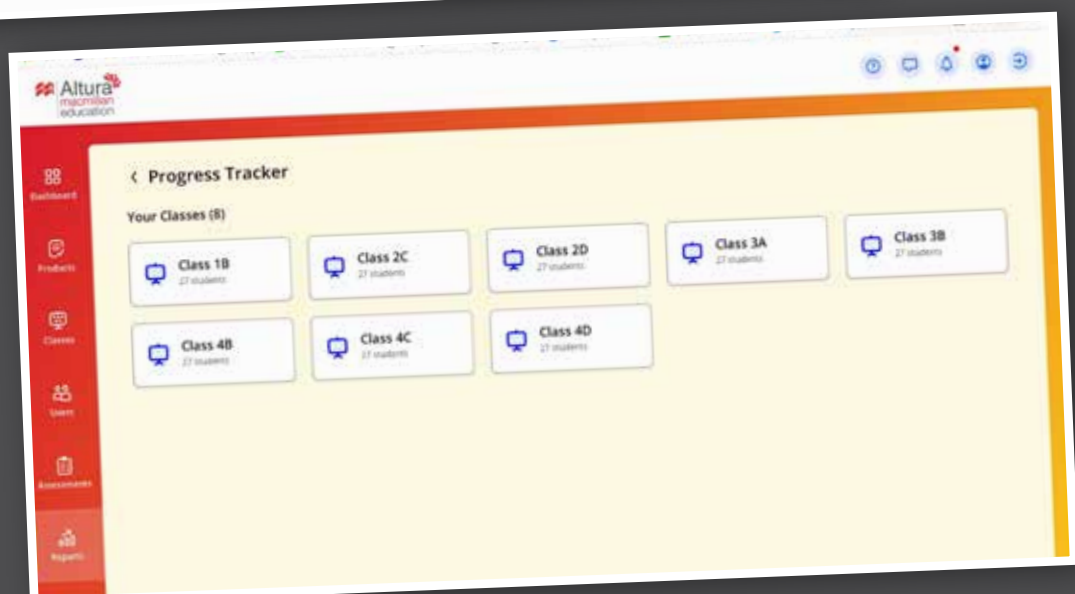 Altura
macmillan
education
Progress Tracker
Your Classes (8)
Class 1B
27 students
Class 2C
27 students
Class 2D
27 students
Class 3A
27 students
Class 3B
27 students
Class 4B
27 students
Class 4C
27 students
Class 4D
27 students
Dashboard
Products
Classes
Users
Assessments
Reports